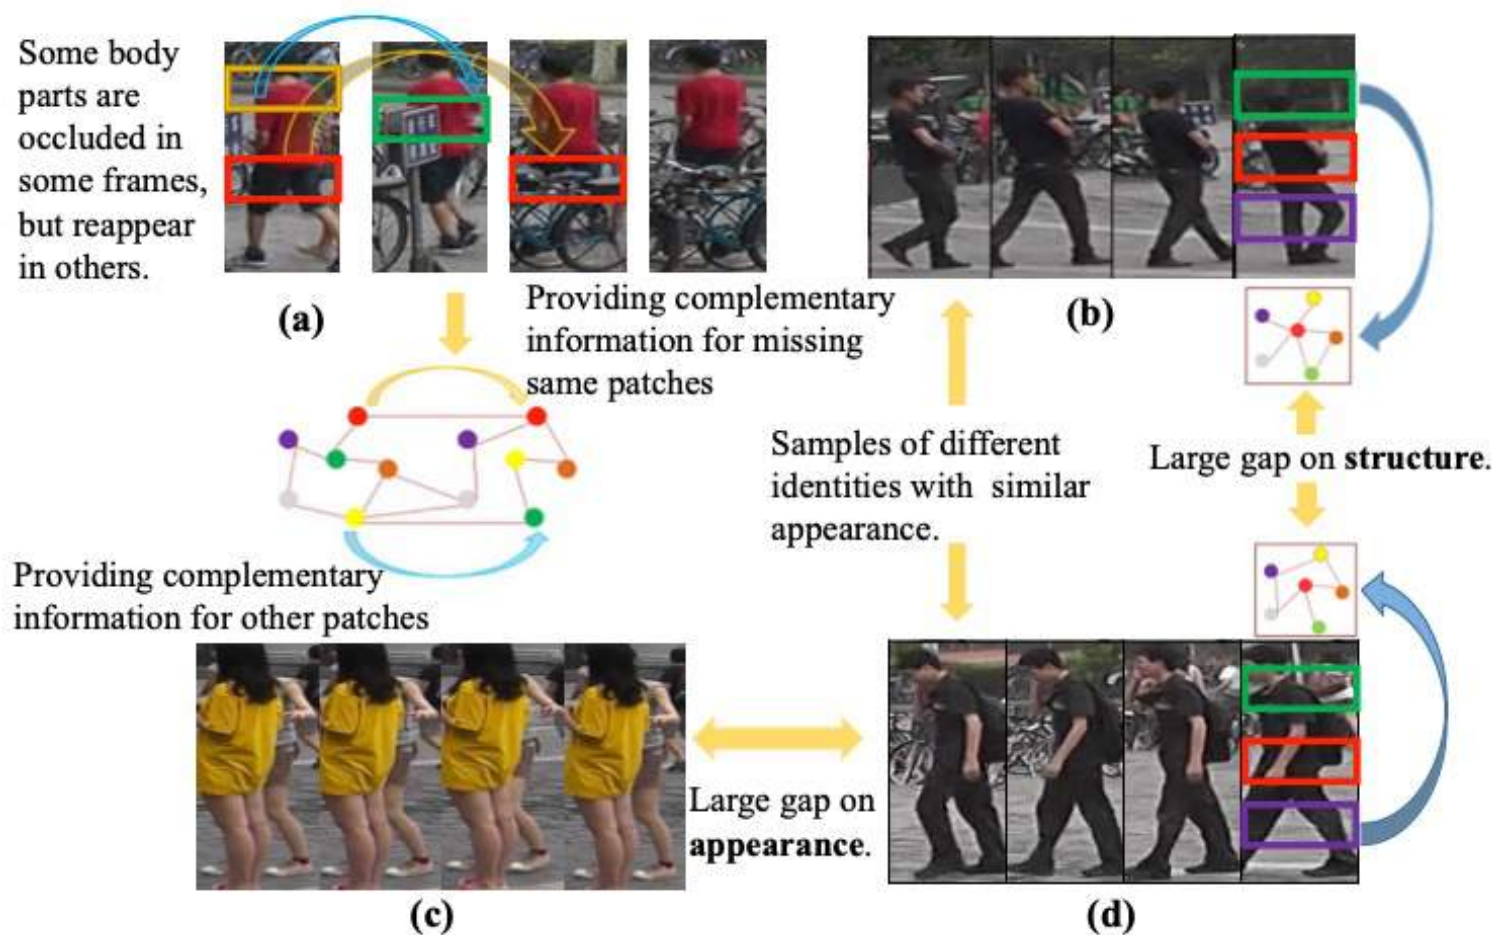 Some body
parts are
occluded in
some frames,
but reappear
in others.
(a)
Providing complementary
information for missing
same patches
(b)
Samples of different
identities with  similar
appearance.
Large gap on structure.
Providing complementary
information for other patches
Large gap on
appearance.
(c)
(d)